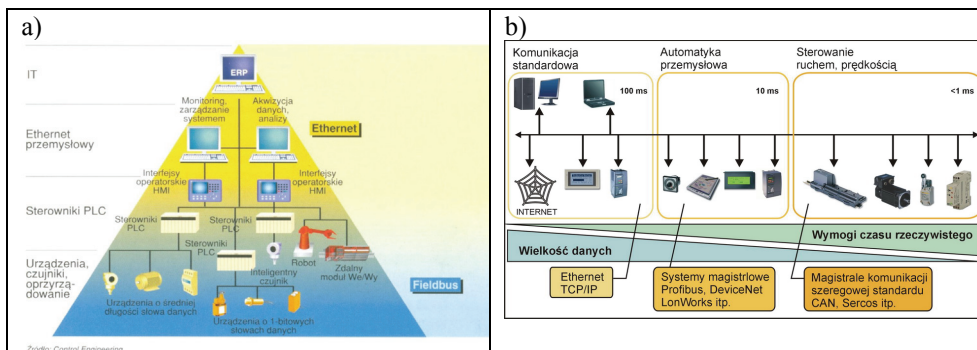 a)
IT
ERP
Monitoring,
zarządzanie
systemem
Akwizycja
danych,
analizy
Ethernet
Ethernet
przemysłowy
Interfejsy
operatorskie
HMI
Interfejsy
operatorskie
HMI
Sterowniki PLC
Sterowniki
PLC
Sterowniki
PLC
Sterowniki
PLC
Robot
Zdalny
moduł We/Wy
Inteligentny
czujnik
Urządzenia,
czujniki,
oprzyrzą-
dowanie
Fieldbus
Urządzenia o średniej
długości słowa danych
Urządzenia o 1-bitowych
słowach danych
Źródło: Control Engineering
b)
Komunikacja
standardowa
Automatyka
przemysłowa
Sterowanie
ruchem, prędkością
100 ms
10 ms
<1 ms
INTERNET
Wymogi czasu rzeczywistego
Wielkość danych
Ethernet
TCP/IP
Systemy magistrlowe
Profibus, DeviceNet
LonWorks itp.
Magistrale komunikacji
szeregowej standardu
CAN, Sercos itp.